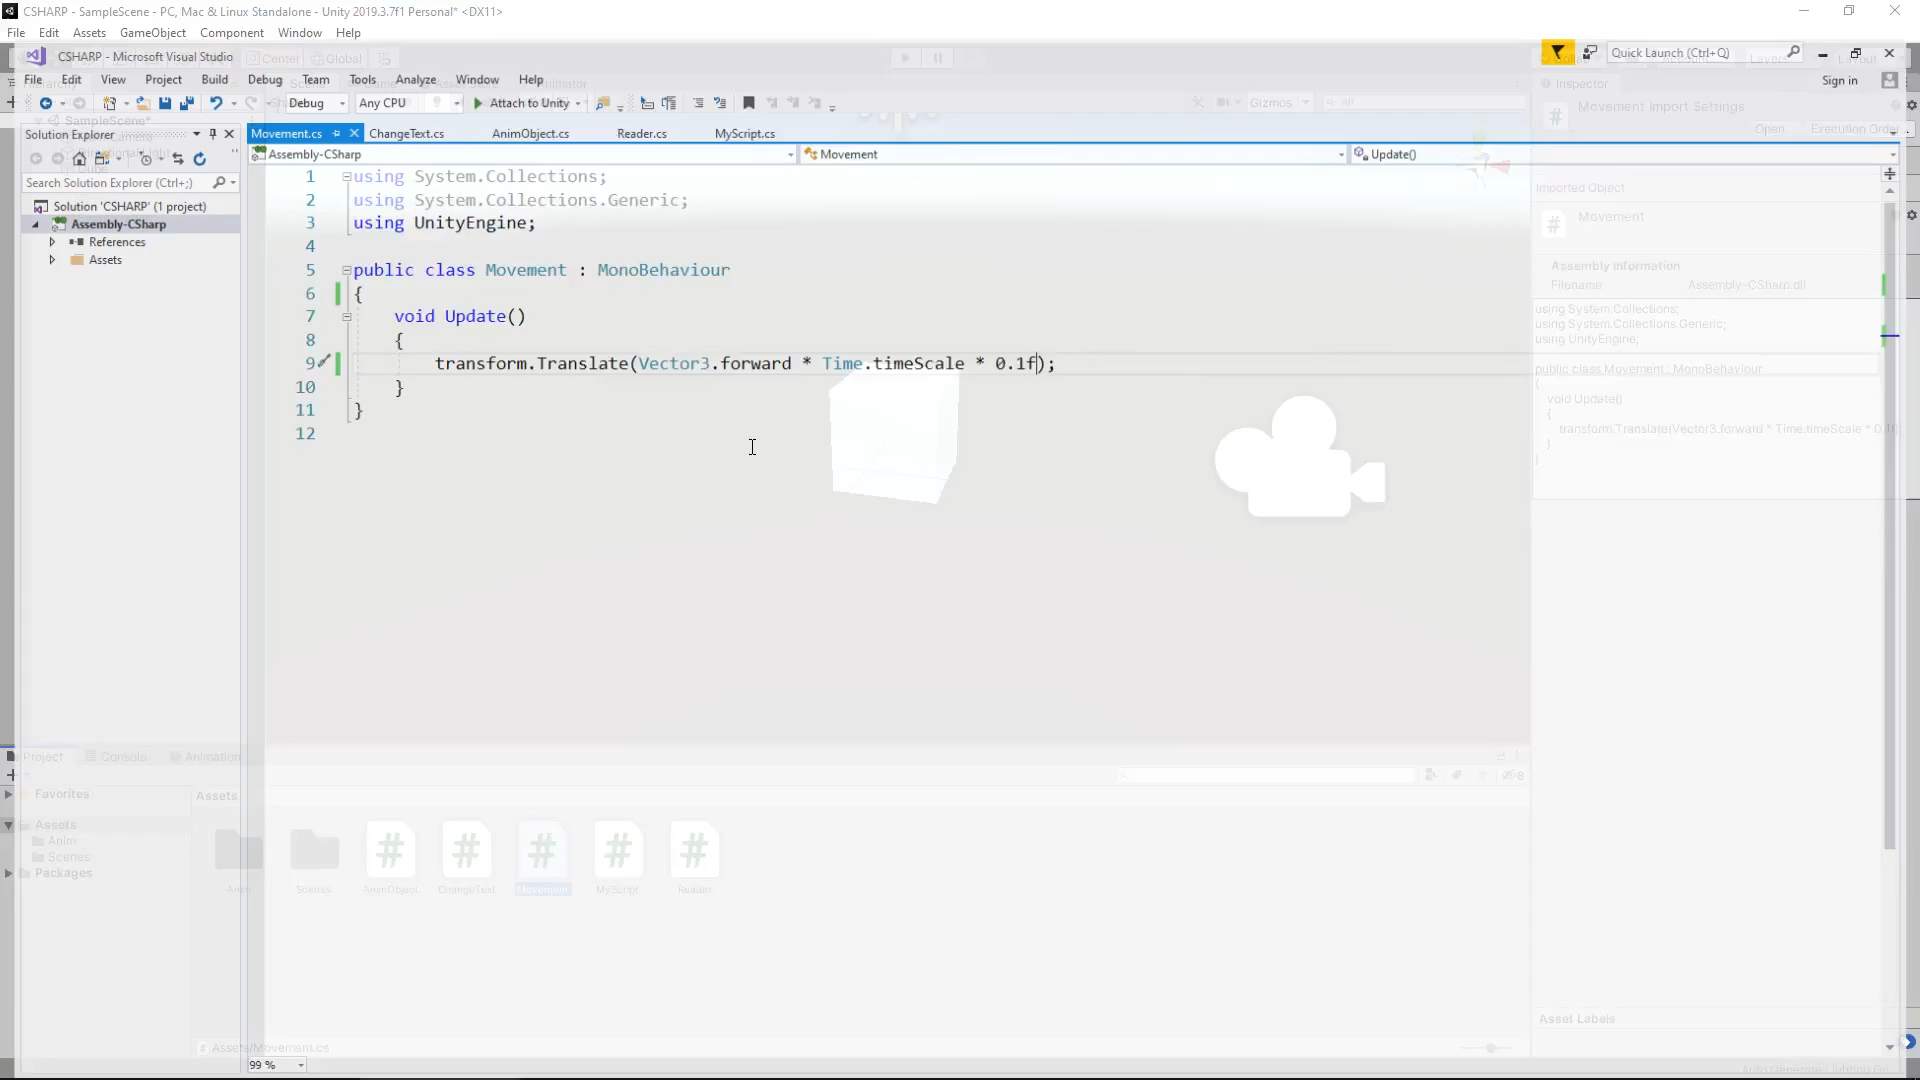 CSHARP - SampleScene - PC, Mac & Linux Standalone - Unity 2019.3.7f1 Personal* <DX11>
File Edit Assets GameObject Component Window Help
CSHARP - Microsoft Visual Studio
Center Global
Quick Launch (Ctrl+Q)
File Edit View Project Build Debug Team Tools Analyze Window Help
Sign in
Inspector
Debug Any CPU Attach to Unity
Gizmos
Movement Import Settings
SampleScene*
Open Execution Order
Solution Explorer
Movement.cs ChangeText.cs AnimObject.cs Reader.cs MyScript.cs
Assembly-CSharp Movement Update()
Search Solution Explorer (Ctrl+;)
Solution 'CSHARP' (1 project)
Assembly-CSharp
References
Assets
1 using System.Collections;
2 using System.Collections.Generic;
3 using UnityEngine;
4
5 public class Movement : MonoBehaviour
6 {
7 void Update()
8 {
9 transform.Translate(Vector3.forward * Time.timeScale * 0.1f);
10 }
11 }
12
Imported Object
Movement
Assembly Information
Filename Assembly-CSharp.dll
using System.Collections;
using System.Collections.Generic;
using UnityEngine;
public class Movement : MonoBehaviour
{
void Update()
{
transform.Translate(Vector3.forward * Time.timeScale * 0.1f);
}
}
Project Console Animation
8
Favorites
Assets
Assets
Anim
Scenes
Packages
Anim Scenes AnimObject ChangeText Movement MyScript Reader
Asset Labels
Assets/Movement.cs
99 %
Auto Generate Lighting On